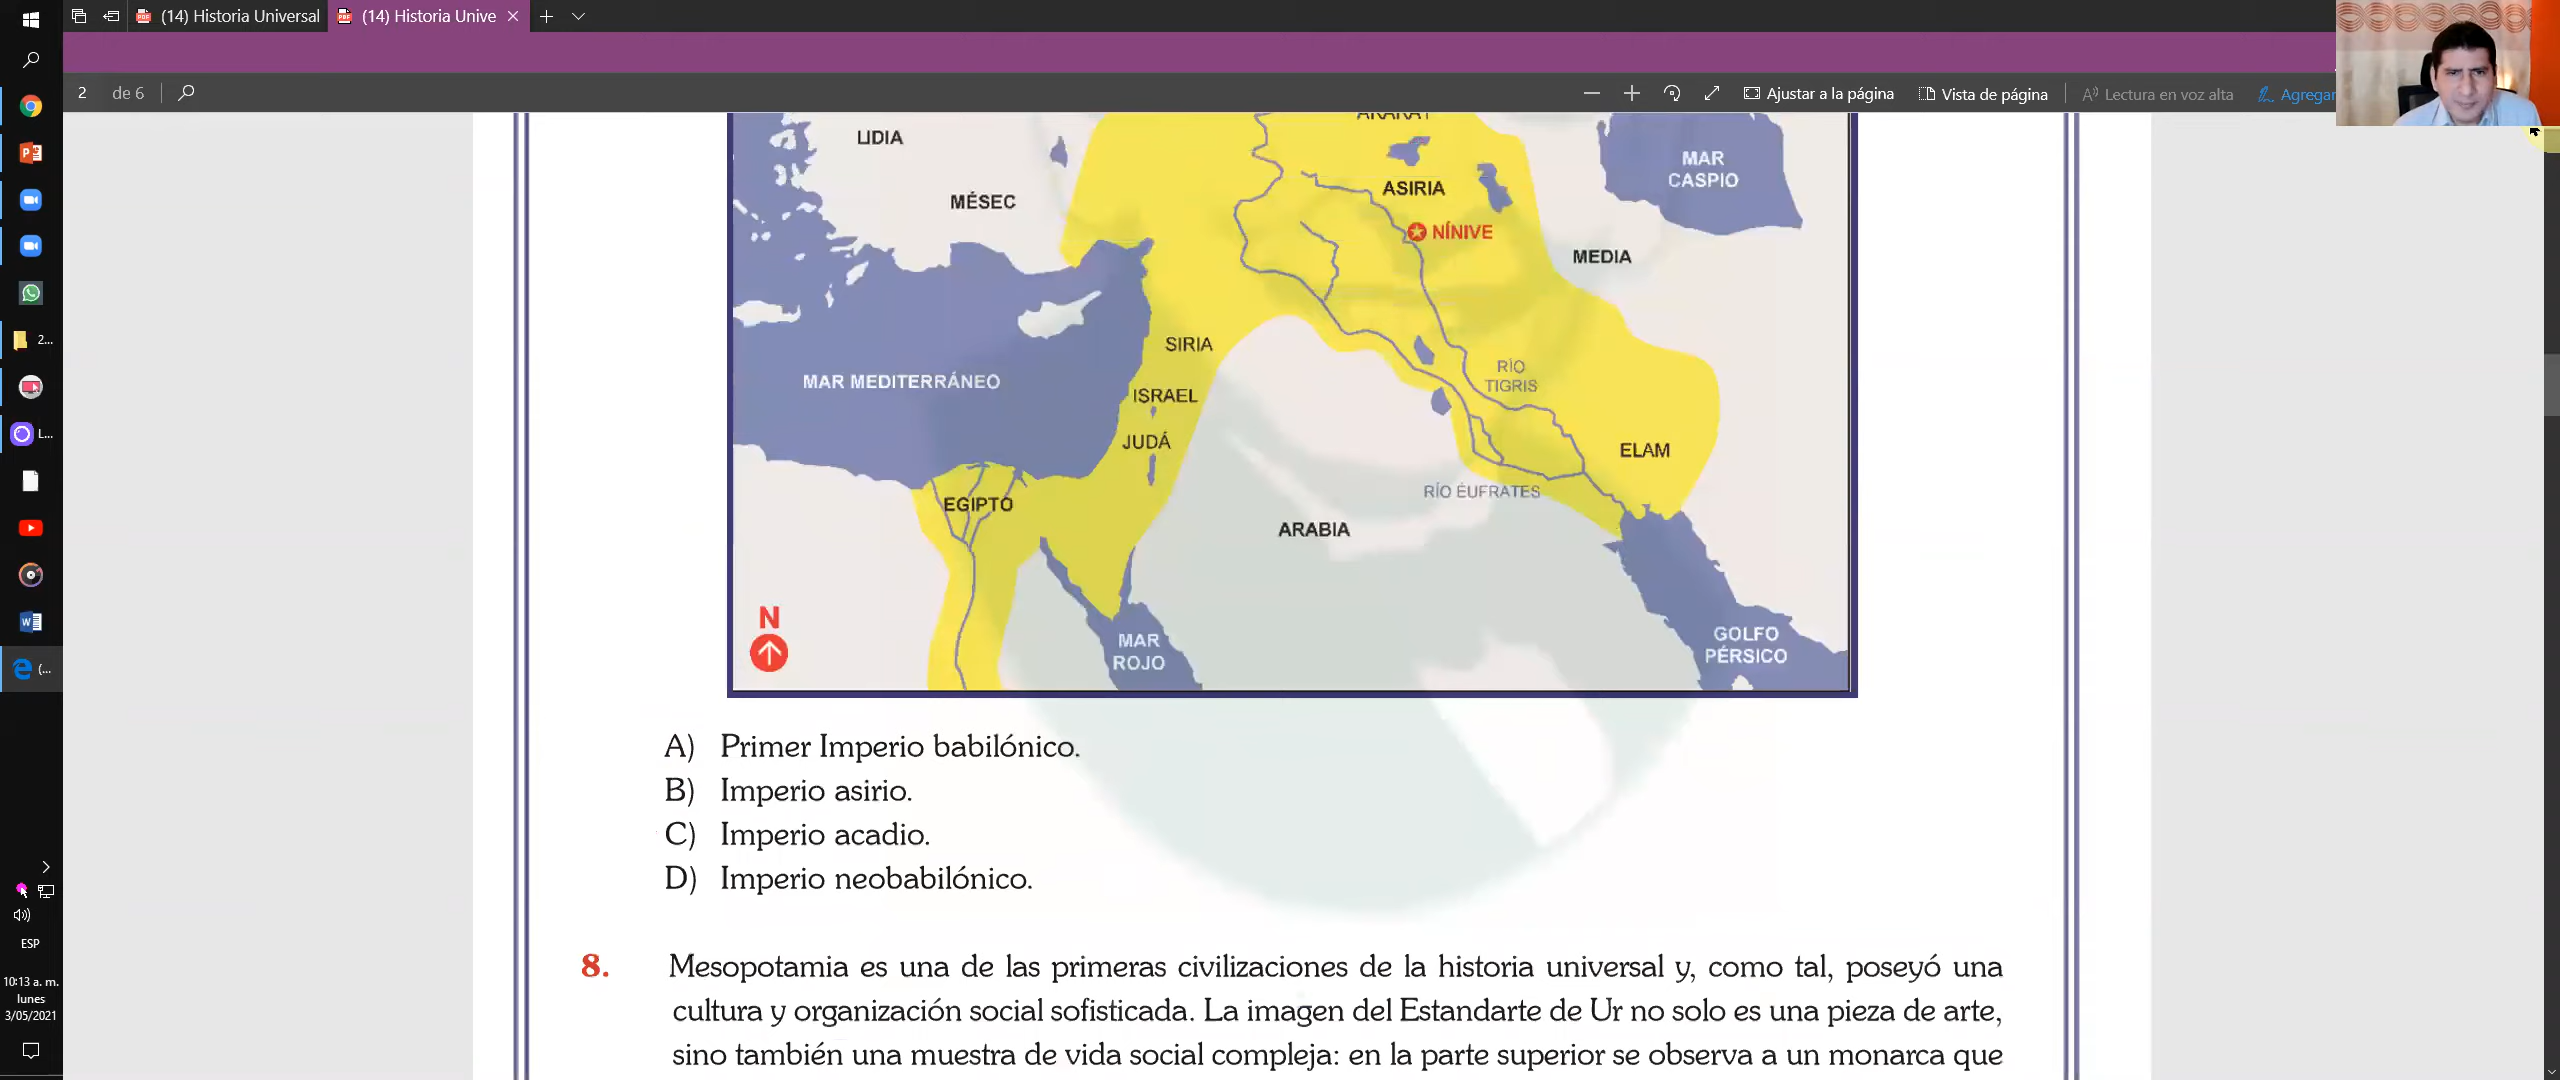 (14) Historia Universal
(14) Historia Unive
2 de 6
Ajustar a la página
Vista de página
Lectura en voz alta
Agregar
LIDIA
MÉSEC
ARARAT
ASIRIA
NÍNIVE
MAR
CASPIO
MEDIA
SIRIA
MAR MEDITERRÁNEO
ISRAEL
JUDÁ
RÍO
TIGRIS
ELAM
EGIPTO
RÍO ÉUFRATES
ARABIA
N
MAR
ROJO
GOLFO
PÉRSICO
A) Primer Imperio babilónico.
B) Imperio asirio.
C) Imperio acadio.
D) Imperio neobabilónico.
8. Mesopotamia es una de las primeras civilizaciones de la historia universal y, como tal, poseyó una
cultura y organización social sofisticada. La imagen del Estandarte de Ur no solo es una pieza de arte,
sino también una muestra de vida social compleja: en la parte superior se observa a un monarca que
2...
L...
(...
ESP
10:13 a. m.
lunes
3/05/2021